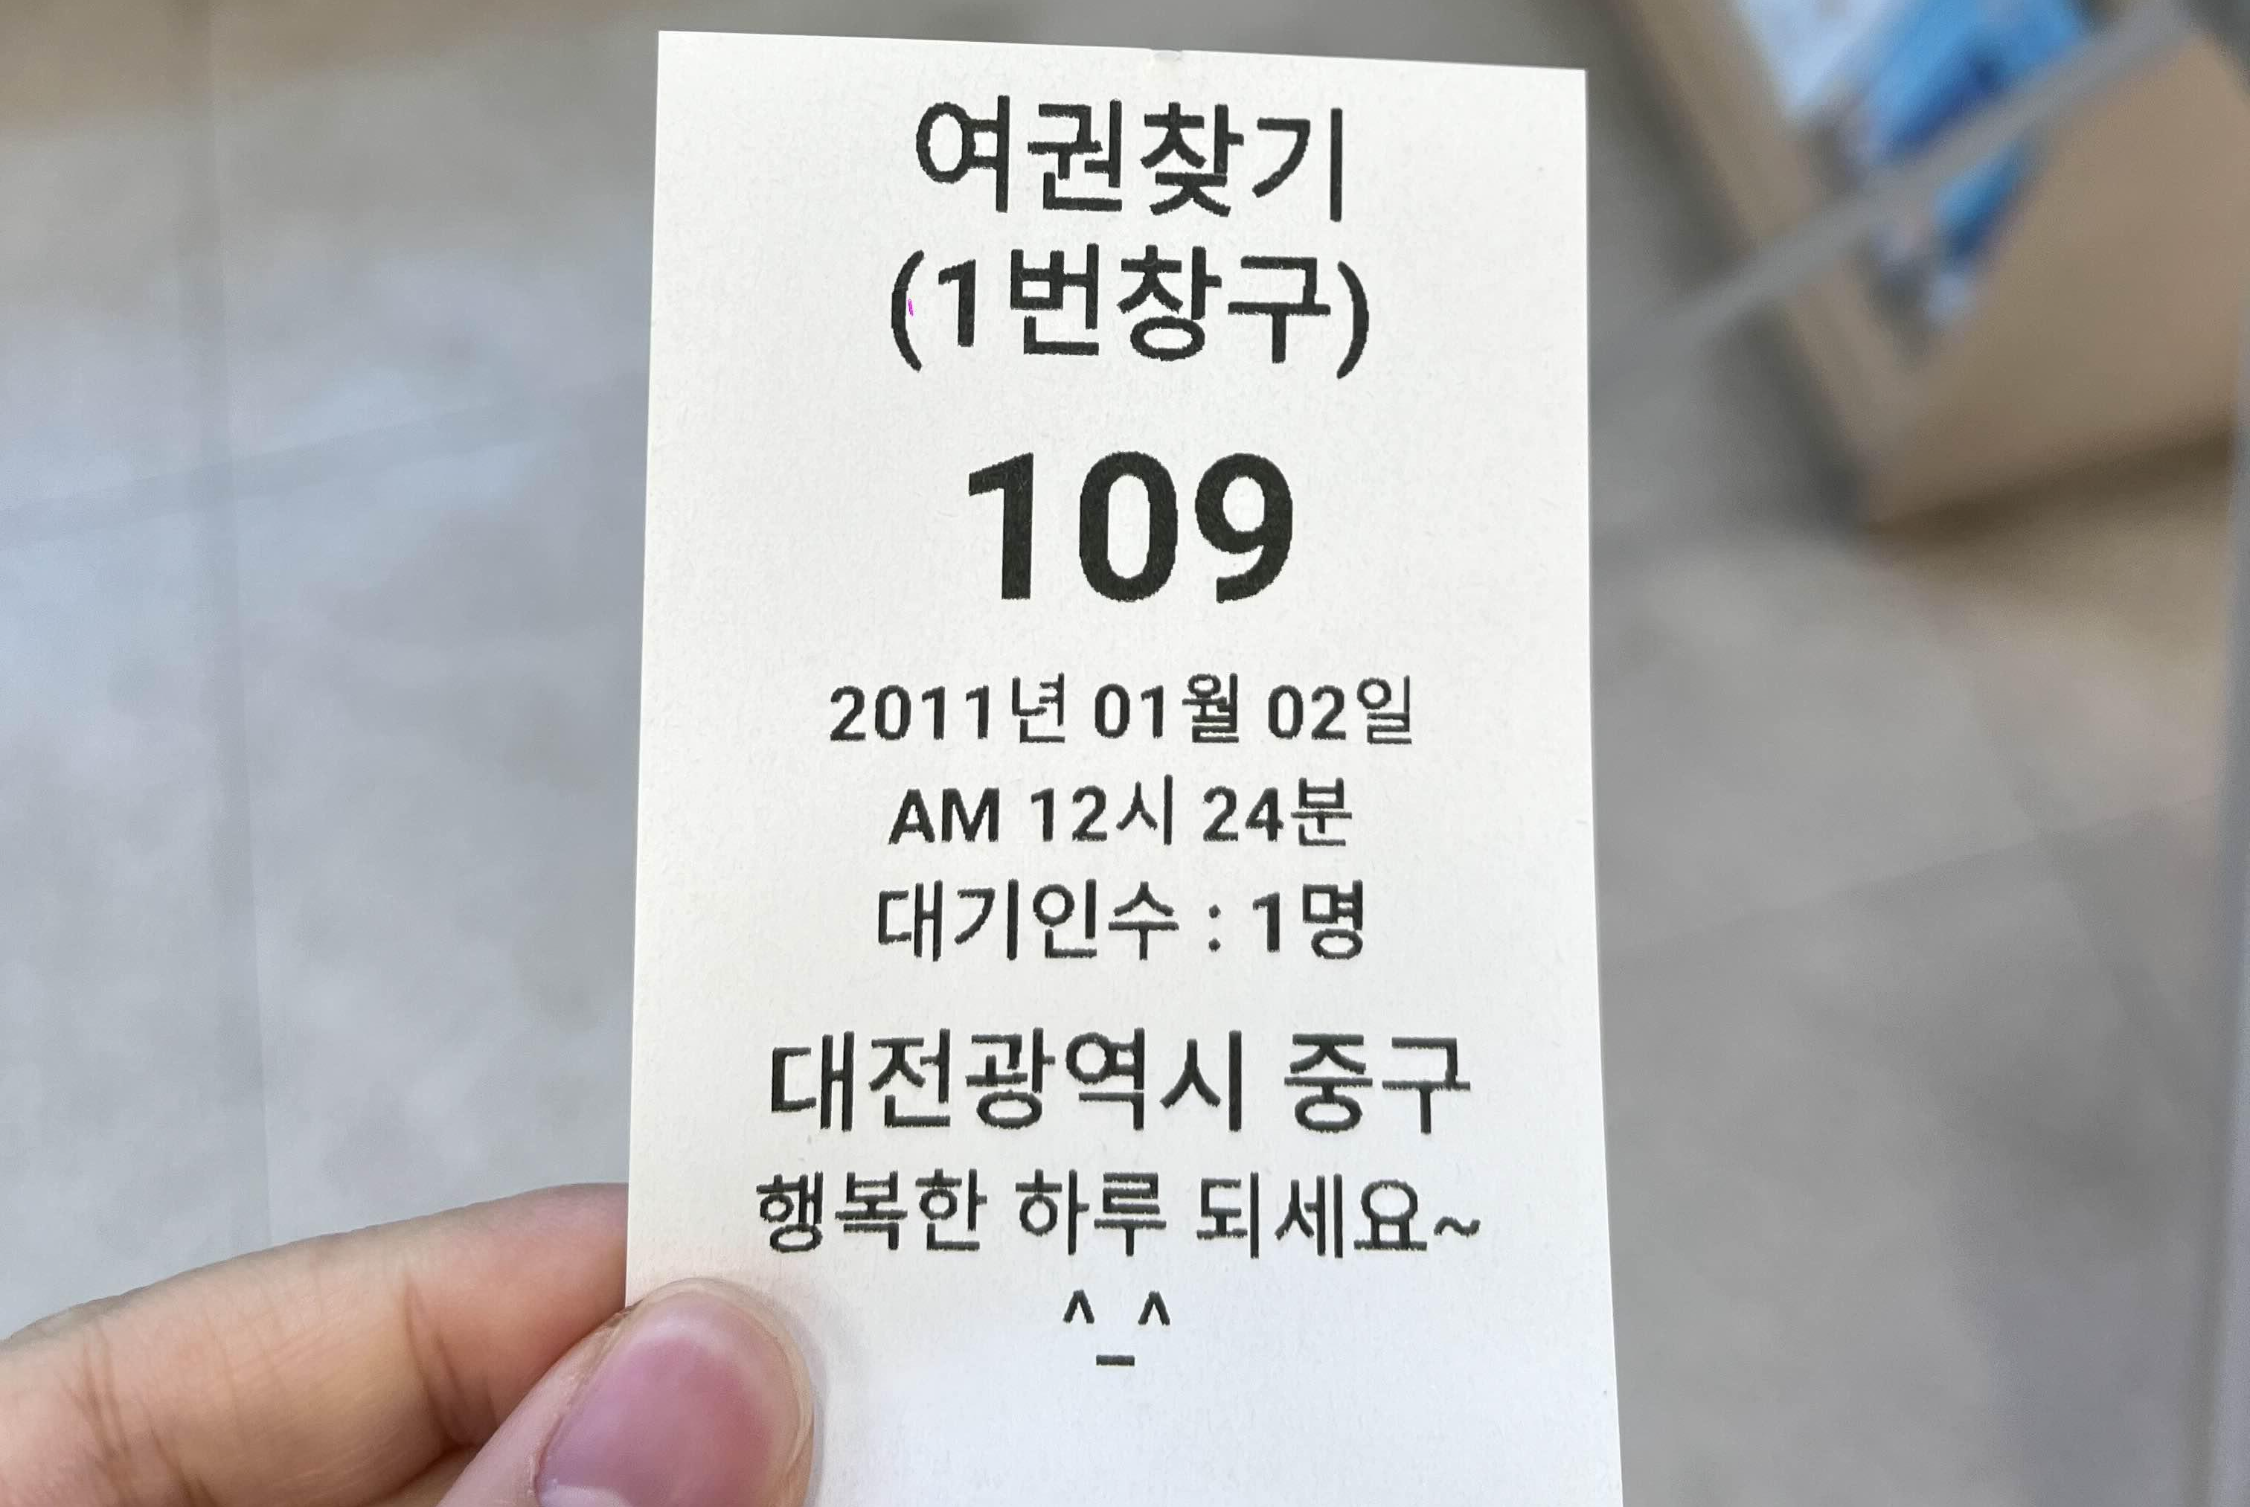 여권찾기
(1번창구)
109
2011년 01월 02일
AM 12시 24분
대기인수 : 1명
대전광역시 중구
행복한 하루 되세요~
^_^